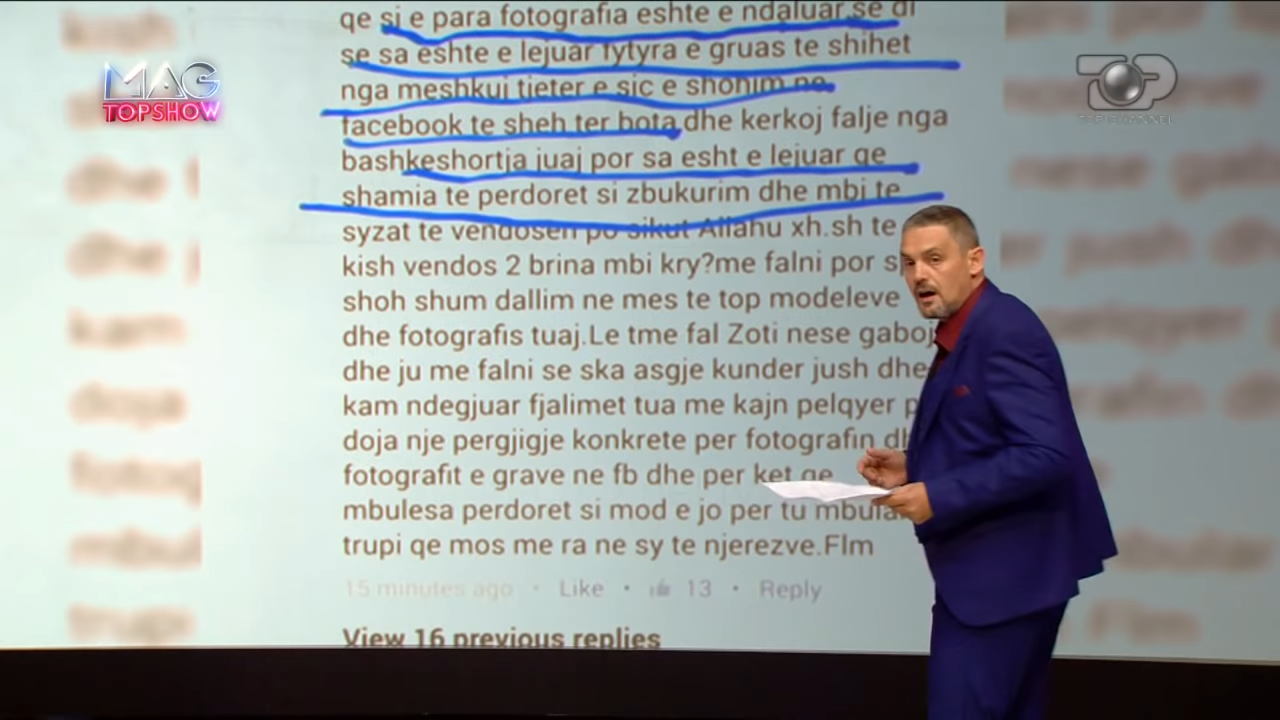 qe si e para fotografia eshte e ndaluar se di
se sa eshte e lejuar fytyra e gruas te shihet
nga meshkuj tjeter e sic e shohim ne
facebook te sheh ter bota dhe kerkoj falje nga
bashkeshortja juaj por sa esht e lejuar qe
shamia te perdoret si zbukurim dhe mbi te
syzat te vendosen po sikut Allahu xh.sh te
kish vendos 2 brina mbi kry?me falni por s
shoh shum dallim ne mes te top modeleve
dhe fotografis tuaj.Le tme fal Zoti nese gaboj
dhe ju me falni se ska asgje kunder jush dhe
kam ndegjuar fjalimet tua me kajn pelqyer p
doja nje pergjigje konkrete per fotografin dh
fotografit e grave ne fb dhe per ket qe
mbulesa perdoret si mod e jo per tu mbula
trupi qe mos me ra ne sy te njerezve.Flm
15 minutes ago · Like · 13 · Reply
View 16 previous replies
MAG
TOPSHOW
TOP CHANNEL